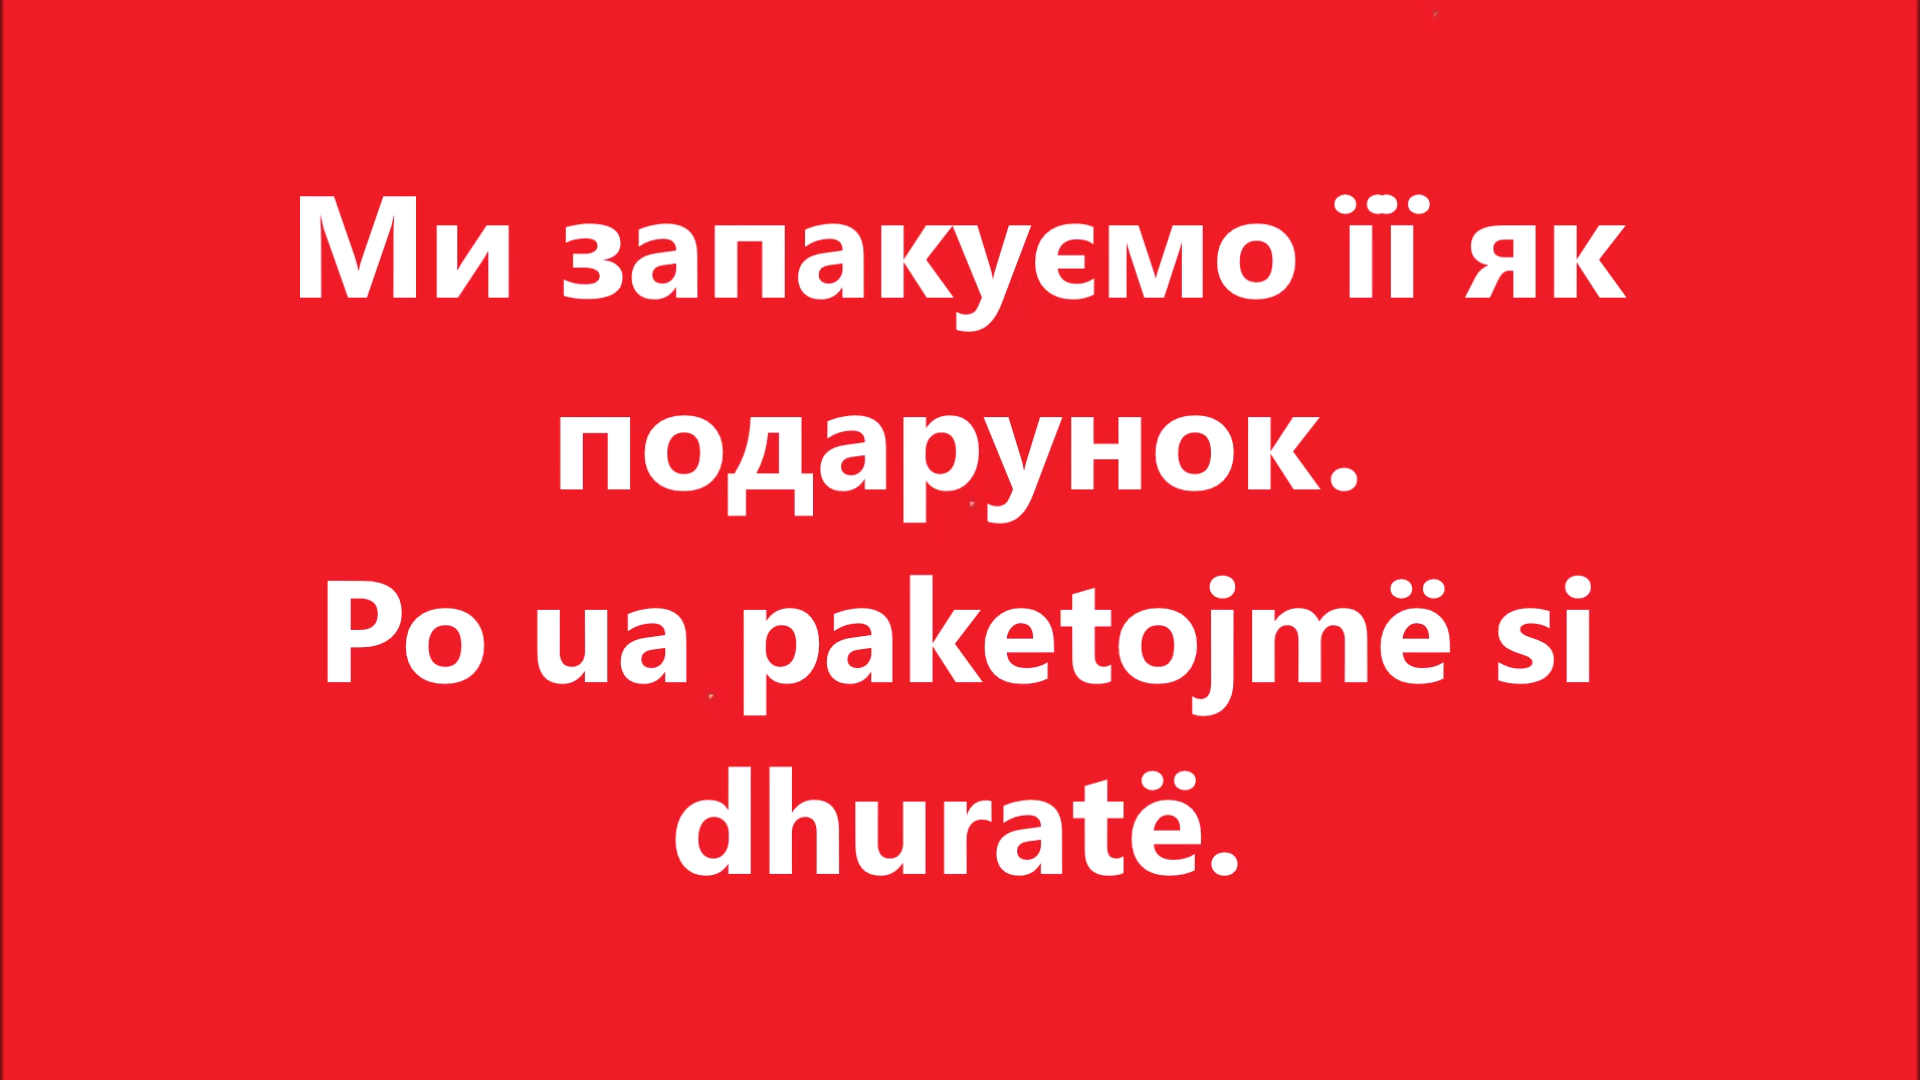 Ми запакуємо її як
подарунок.
Po ua paketojmë si
dhuratë.